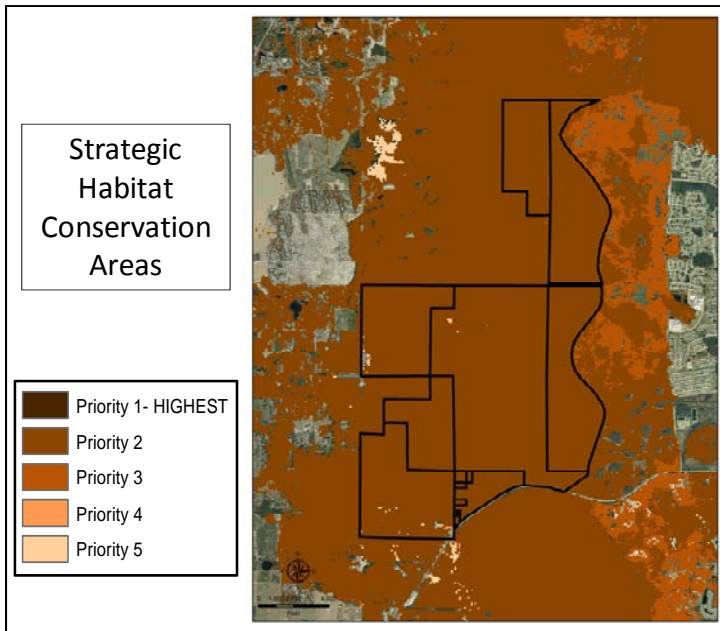 Strategic
Habitat
Conservation
Areas
Priority 1- HIGHEST
Priority 2
Priority 3
Priority 4
Priority 5